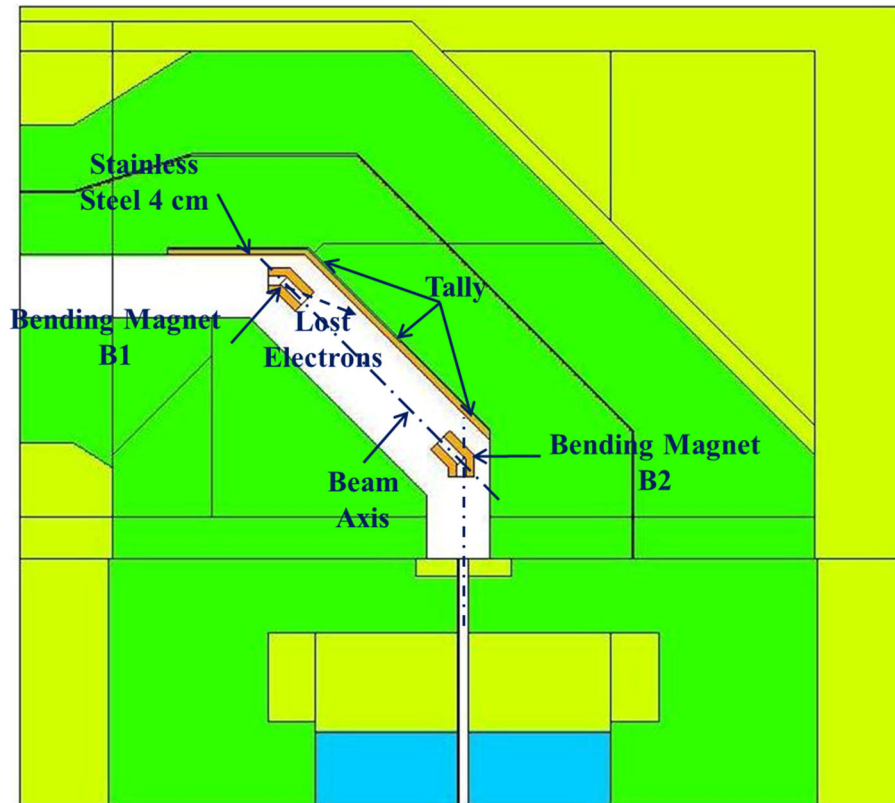 Stainless
Steel 4 cm
Tally
Bending Magnet
B1
Lost
Electrons
Bending Magnet
B2
Beam
Axis